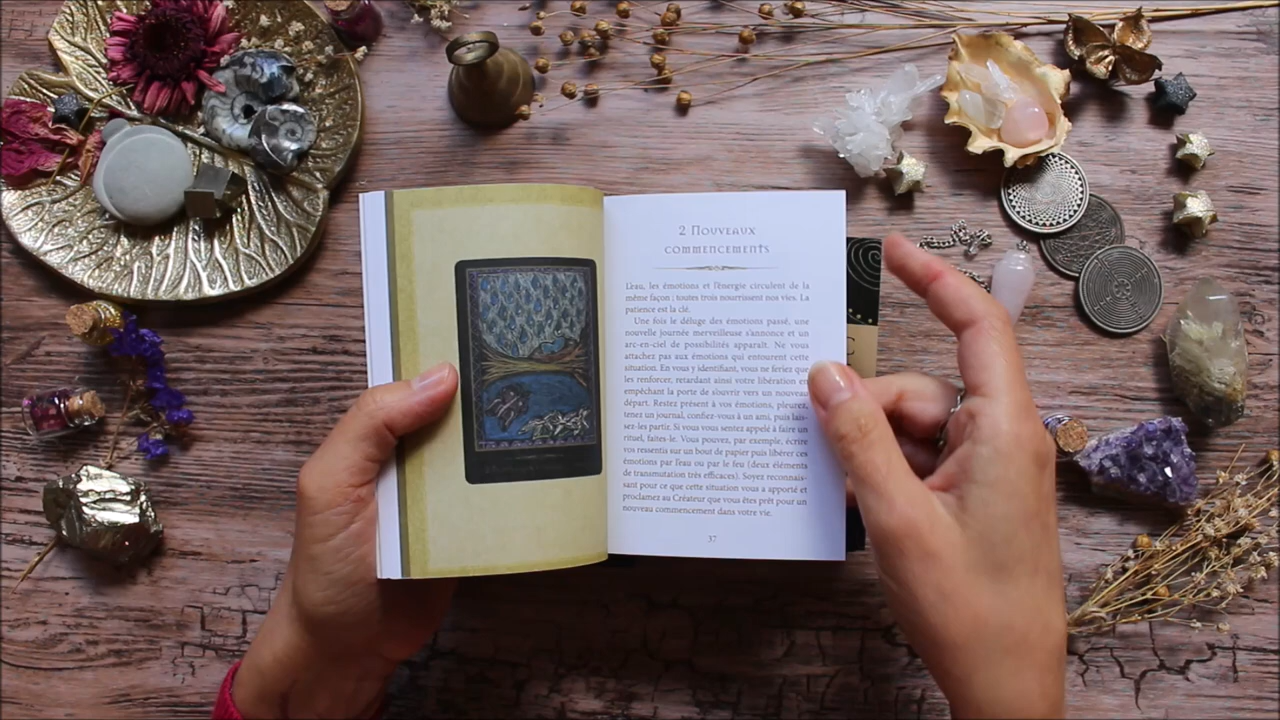 2 Nouveaux
commencements
L'eau, les émotions et l'énergie circulent de la
même façon ; toutes trois nourrissent nos vies. La
patience est la clé.
Une fois le déluge des émotions passé, une
nouvelle journée merveilleuse s'annonce et un
arc-en-ciel de possibilités apparaît. Ne vous
attachez pas aux émotions qui entourent cette
situation. En vous y identifiant, vous ne feriez que
les renforcer, retardant ainsi votre libération en
empêchant la porte de s'ouvrir vers un nouveau
départ. Restez présent à vos émotions, pleurez,
tenez un journal, confiez-vous à un ami, puis lais-
sez-les partir. Si vous vous sentez appelé à faire un
rituel, faites-le. Vous pouvez, par exemple, écrire
vos ressentis sur un bout de papier puis libérer ces
émotions par l'eau ou par le feu (deux éléments
de transmutation très efficaces). Soyez reconnais-
sant pour ce que cette situation vous a apporté et
proclamez au Créateur que vous êtes prêt pour un
nouveau commencement dans votre vie.
37
C